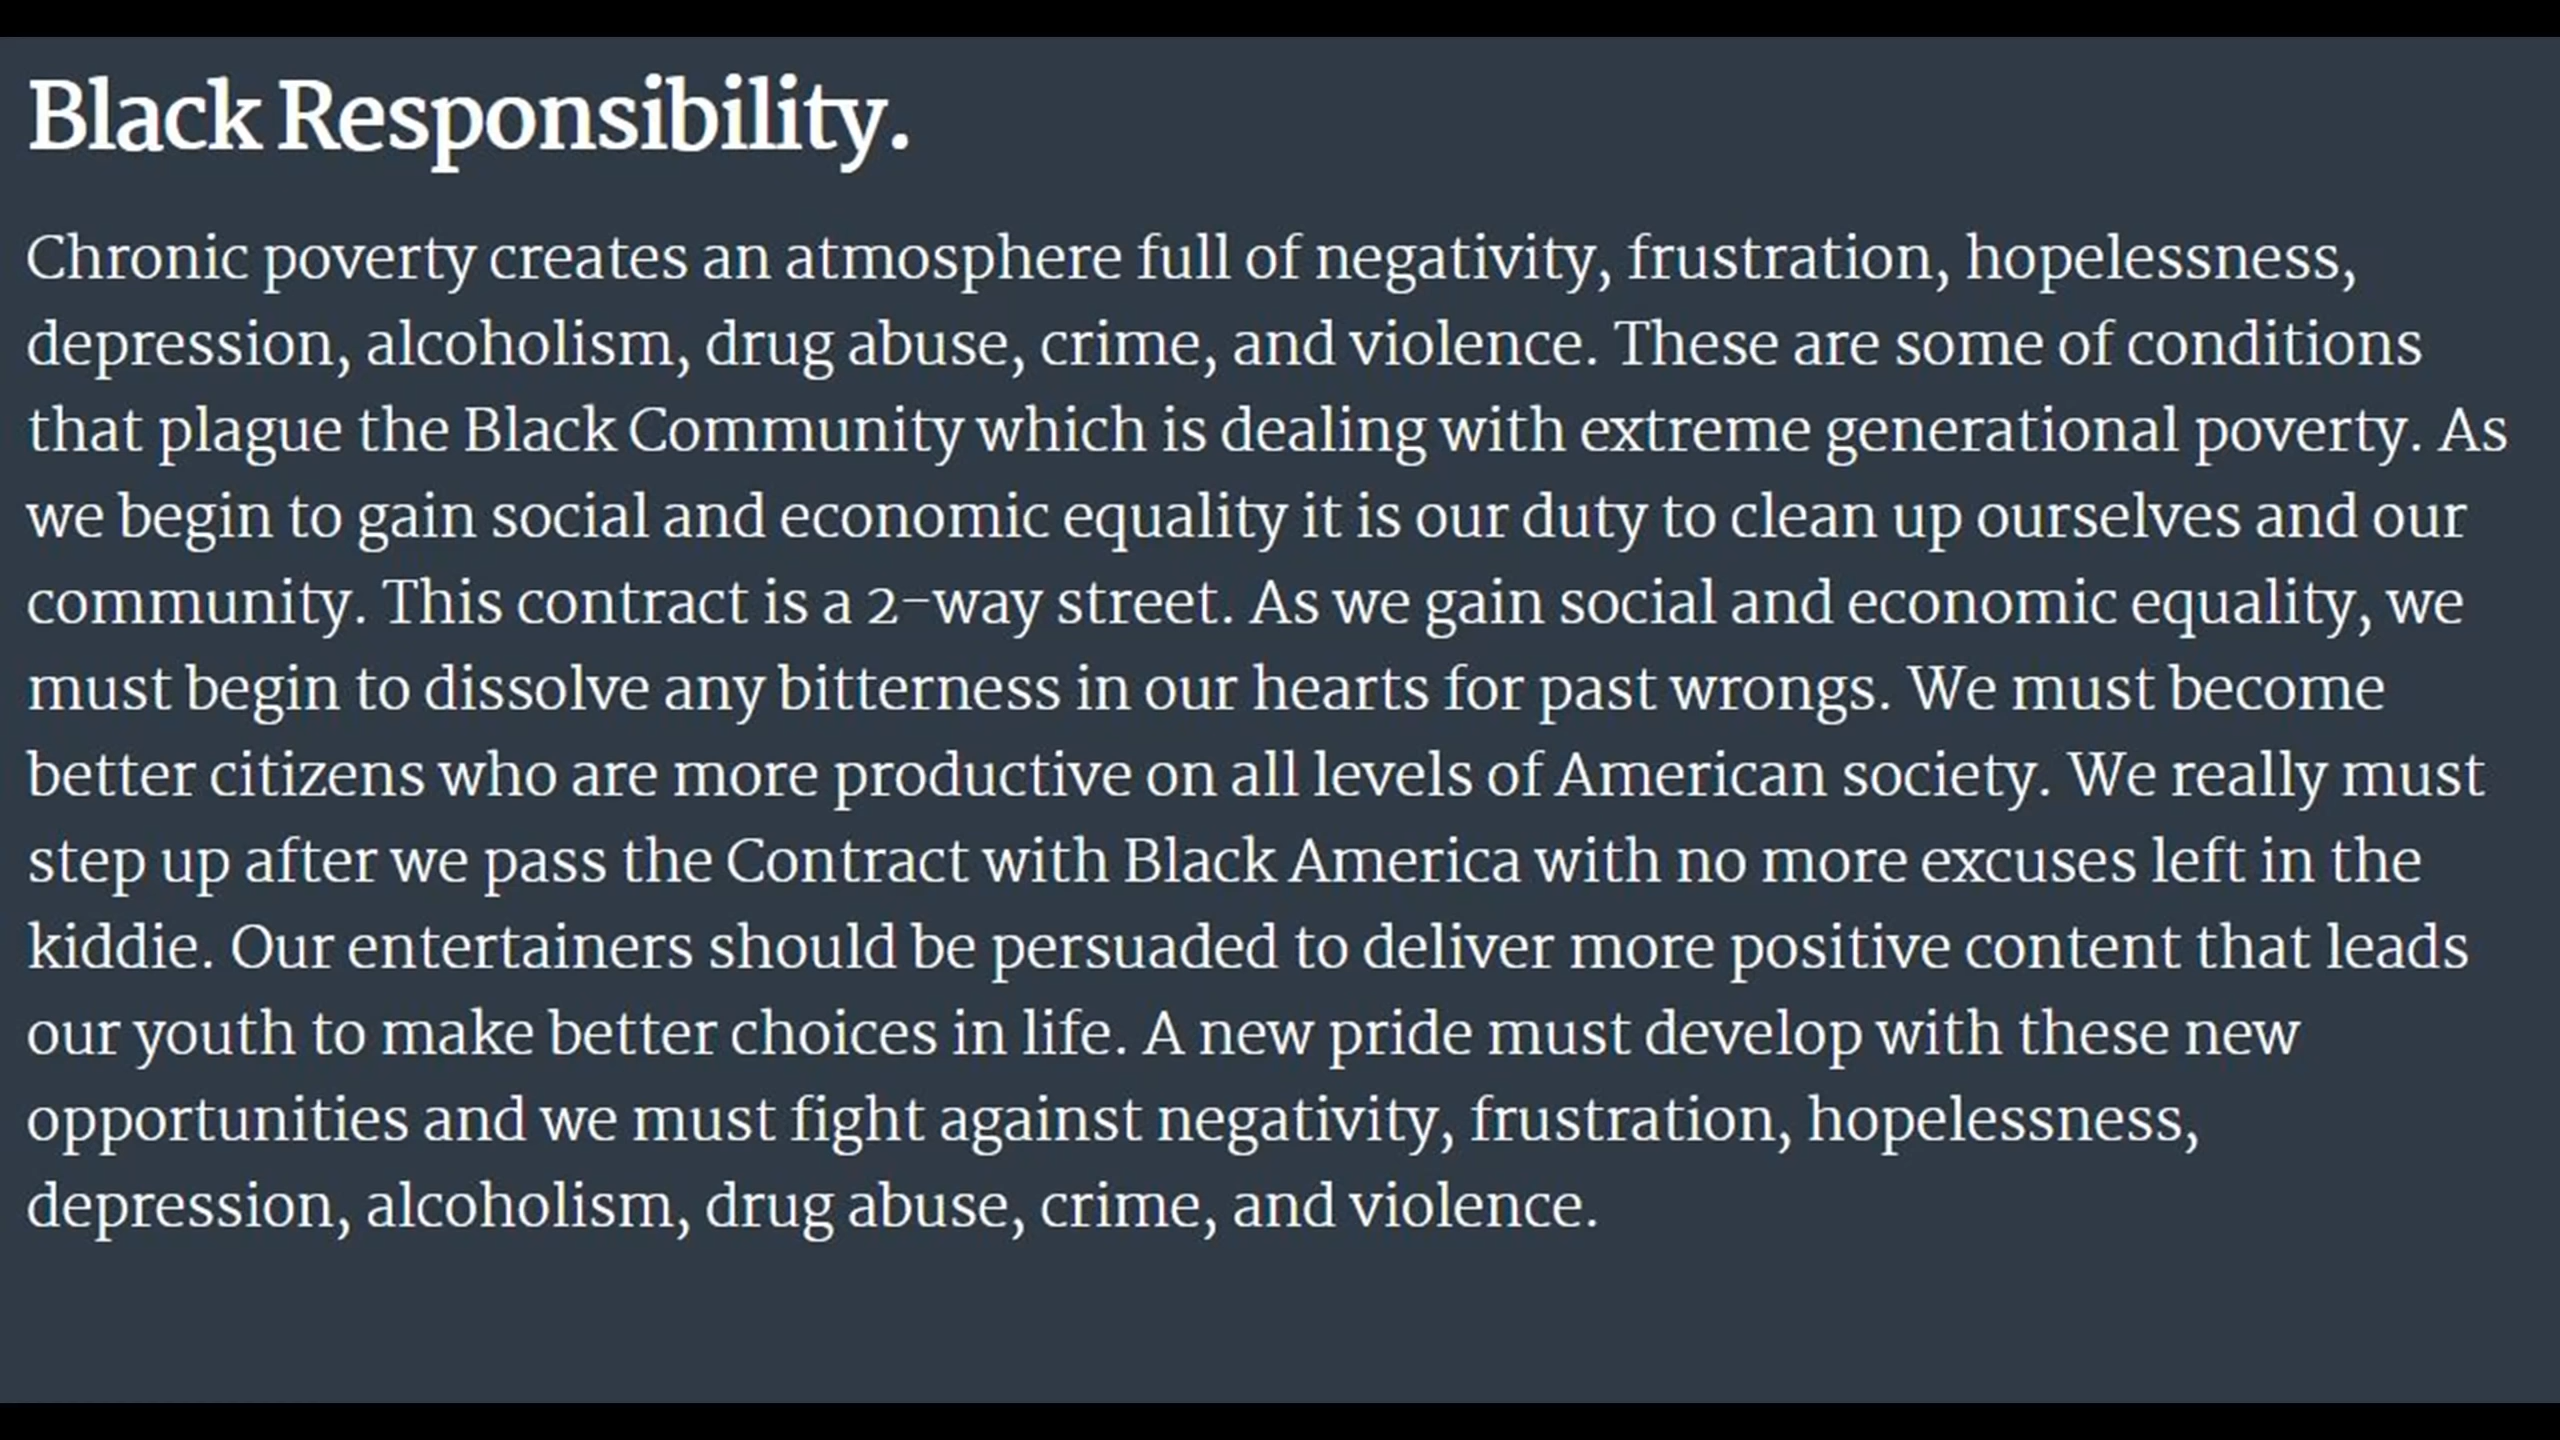 Black Responsibility.
Chronic poverty creates an atmosphere full of negativity, frustration, hopelessness,
depression, alcoholism, drug abuse, crime, and violence. These are some of conditions
that plague the Black Community which is dealing with extreme generational poverty. As
we begin to gain social and economic equality it is our duty to clean up ourselves and our
community. This contract is a 2-way street. As we gain social and economic equality, we
must begin to dissolve any bitterness in our hearts for past wrongs. We must become
better citizens who are more productive on all levels of American society. We really must
step up after we pass the Contract with Black America with no more excuses left in the
kiddie. Our entertainers should be persuaded to deliver more positive content that leads
our youth to make better choices in life. A new pride must develop with these new
opportunities and we must fight against negativity, frustration, hopelessness,
depression, alcoholism, drug abuse, crime, and violence.